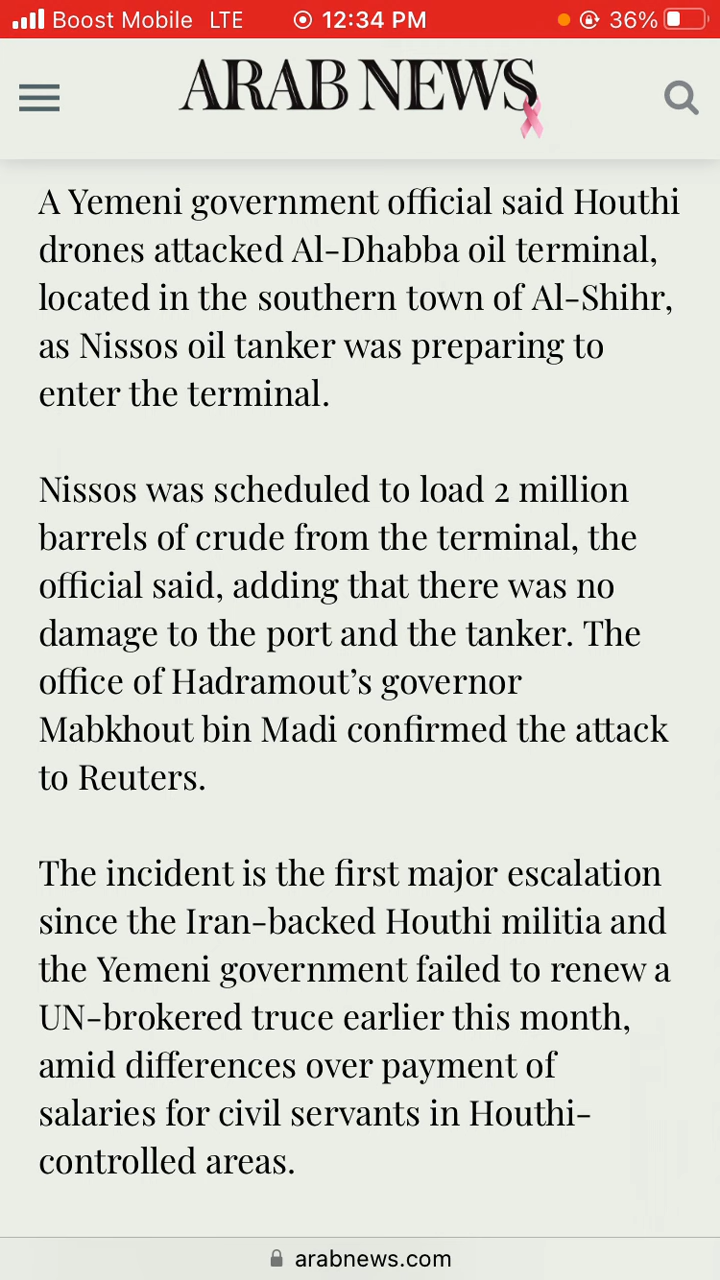 Boost Mobile LTE 12:34 PM 36%
ARAB NEWS
A Yemeni government official said Houthi
drones attacked Al-Dhabba oil terminal,
located in the southern town of Al-Shihr,
as Nissos oil tanker was preparing to
enter the terminal.
Nissos was scheduled to load 2 million
barrels of crude from the terminal, the
official said, adding that there was no
damage to the port and the tanker. The
office of Hadramout’s governor
Mabkhout bin Madi confirmed the attack
to Reuters.
The incident is the first major escalation
since the Iran-backed Houthi militia and
the Yemeni government failed to renew a
UN-brokered truce earlier this month,
amid differences over payment of
salaries for civil servants in Houthi-
controlled areas.
arabnews.com